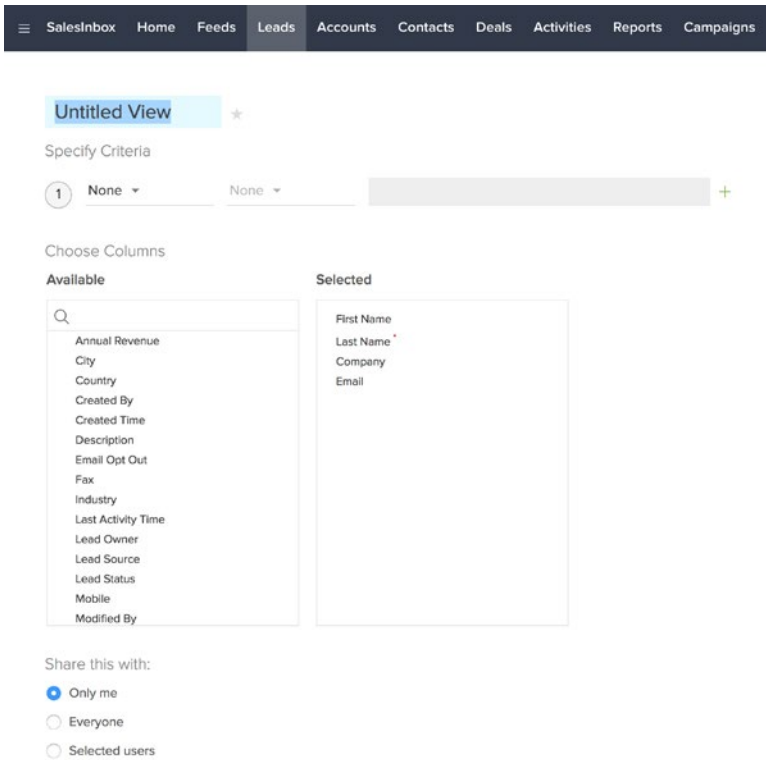 SalesInbox Home Feeds Leads Accounts Contacts Deals Activities Reports Campaigns
Untitled View
Specify Criteria
1 None None
Choose Columns
Available
Annual Revenue
City
Country
Created By
Created Time
Description
Email Opt Out
Fax
Industry
Last Activity Time
Lead Owner
Lead Source
Lead Status
Mobile
Modified By
Selected
First Name
Last Name *
Company
Email
Share this with:
Only me
Everyone
Selected users